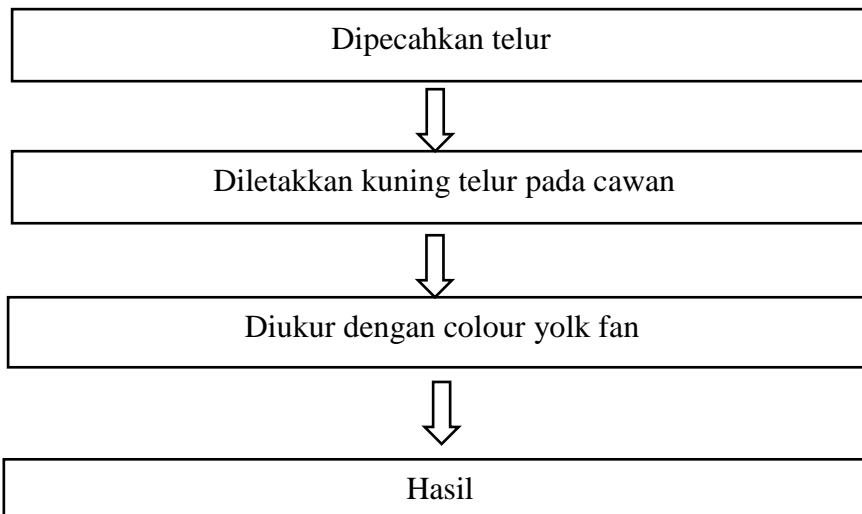 Dipecahkan telur
Diletakkan kuning telur pada cawan
Diukur dengan colour yolk fan
Hasil